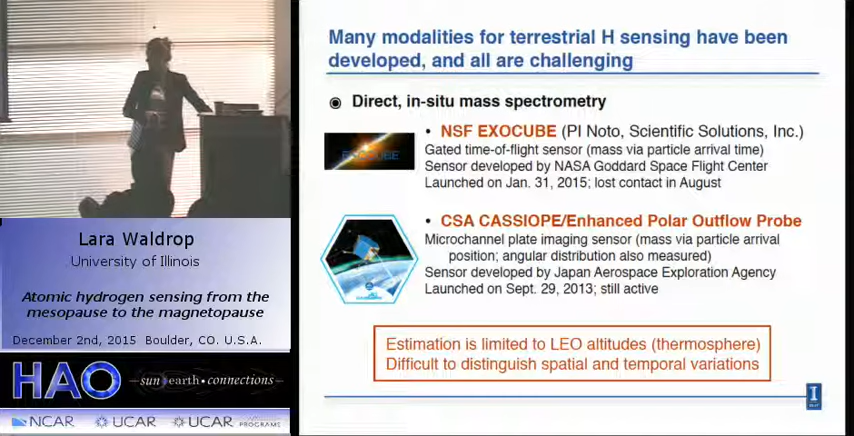 Lara Waldrop
University of Illinois
Atomic hydrogen sensing from the
mesopause to the magnetopause
December 2nd, 2015 Boulder, CO. U.S.A.
HAO
sun earth • connections
NCAR UCAR UCAR PROGRAMS
Many modalities for terrestrial H sensing have been
developed, and all are challenging
Direct, in-situ mass spectrometry
• NSF EXOCUBE (PI Noto, Scientific Solutions, Inc.)
Gated time-of-flight sensor (mass via particle arrival time)
Sensor developed by NASA Goddard Space Flight Center
Launched on Jan. 31, 2015; lost contact in August
EXOCUBE
• CSA CASSIOPE/Enhanced Polar Outflow Probe
Microchannel plate imaging sensor (mass via particle arrival
position; angular distribution also measured)
Sensor developed by Japan Aerospace Exploration Agency
Launched on Sept. 29, 2013; still active
Estimation is limited to LEO altitudes (thermosphere)
Difficult to distinguish spatial and temporal variations
I